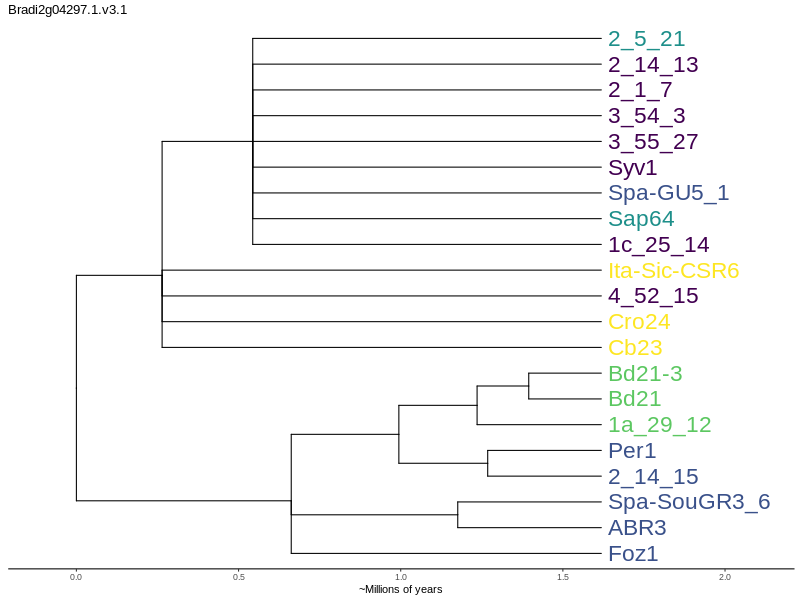 Bradi2g04297.1.v3.1
2_5_21
2_14_13
2_1_7
3_54_3
3_55_27
Syv1
Spa-GU5_1
Sap64
1c_25_14
Ita-Sic-CSR6
4_52_15
Cro24
Cb23
Bd21-3
Bd21
1a_29_12
Per1
2_14_15
Spa-SouGR3_6
ABR3
Foz1
0.0 0.5 1.0 1.5 2.0
~Millions of years